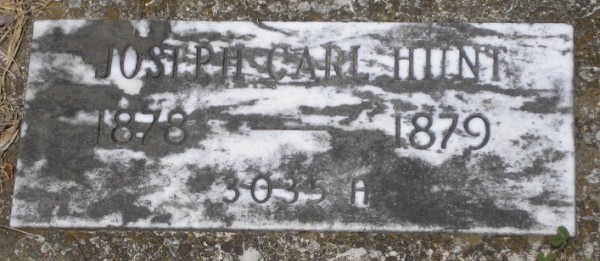 JOSEPH CARL HUNT
1878 — 1879
3035 A